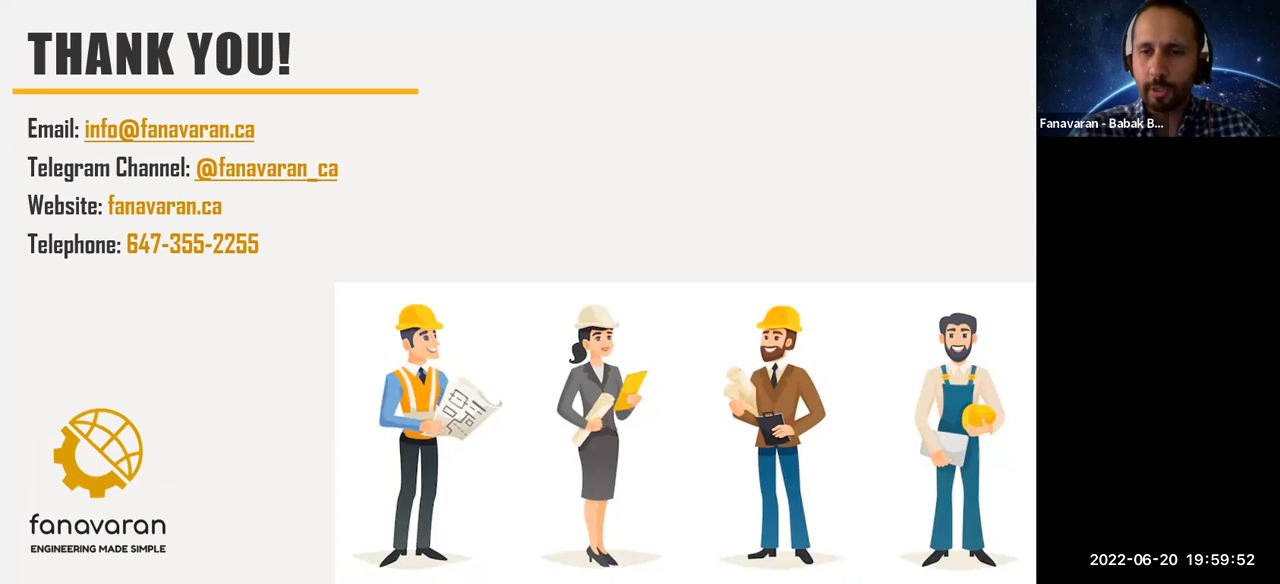 THANK YOU!
Email: info@fanavaran.ca
Telegram Channel: @fanavaran_ca
Website: fanavaran.ca
Telephone: 647-355-2255
fanavaran
ENGINEERING MADE SIMPLE
Fanavaran - Babak B...
2022-06-20 19:59:52